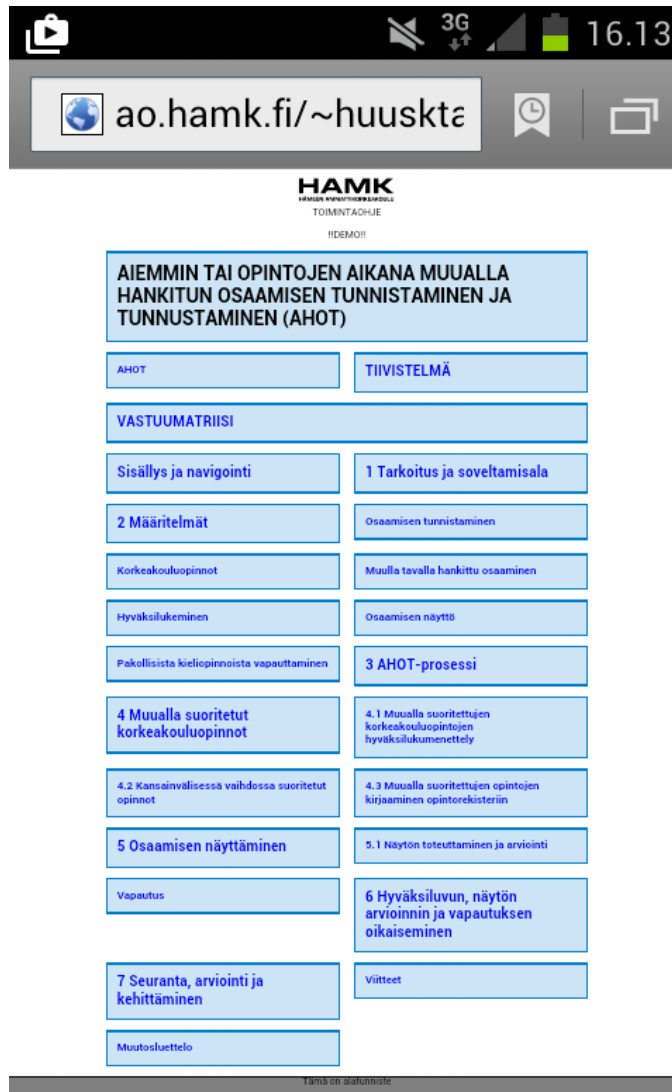 3G
16.13
ao.hamk.fi/~huuskta
HAMK
HÄMEEN AMMATTIKORKEAKOULU
TOIMINTAOHJE
!!DEMO!!
AIEMMIN TAI OPINTOJEN AIKANA MUUALLA
HANKITUN OSAAMISEN TUNNISTAMINEN JA
TUNNUSTAMINEN (AHOT)
AHOT
TIIVISTELMÄ
VASTUUMATRIISI
Sisällys ja navigointi
1 Tarkoitus ja soveltamisala
2 Määritelmät
Osaamisen tunnistaminen
Korkeakouluopinnot
Muulla tavalla hankittu osaaminen
Hyväksilukeminen
Osaamisen näyttö
Pakollisista kieliopinnoista vapauttaminen
3 AHOT-prosessi
4 Muualla suoritetut
korkeakouluopinnot
4.1 Muualla suoritettujen
korkeakouluopintojen
hyväksilukumenettely
4.2 Kansainvälisessä vaihdossa suoritetut
opinnot
4.3 Muualla suoritettujen opintojen
kirjaaminen opintorekisteriin
5 Osaamisen näyttäminen
5.1 Näytön toteuttaminen ja arviointi
Vapautus
6 Hyväksiluvun, näytön
arvioinnin ja vapautuksen
oikaiseminen
7 Seuranta, arviointi ja
kehittäminen
Viitteet
Muutosluettelo
Tämä on alatunniste